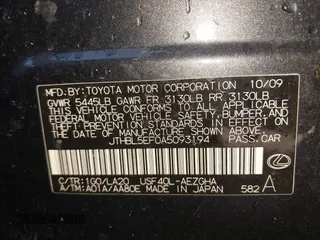 MFD.BY: TOYOTA MOTOR CORPORATION 10/09
GVWR 5445LB GAWR FR 3130LB RR 3130LB
THIS VEHICLE CONFORMS TO ALL APPLICABLE
FEDERAL MOTOR VEHICLE SAFETY, BUMPER, AND
THEFT PREVENTION STANDARDS IN EFFECT ON
THE DATE OF MANUFACTURE SHOWN ABOVE.
JTHBL5EF0A5093194 PASS.CAR
C/TR: 1G0/LA20 USF40L-AEZGHA
A/TM: A01A/AA80E MADE IN JAPAN 582 A